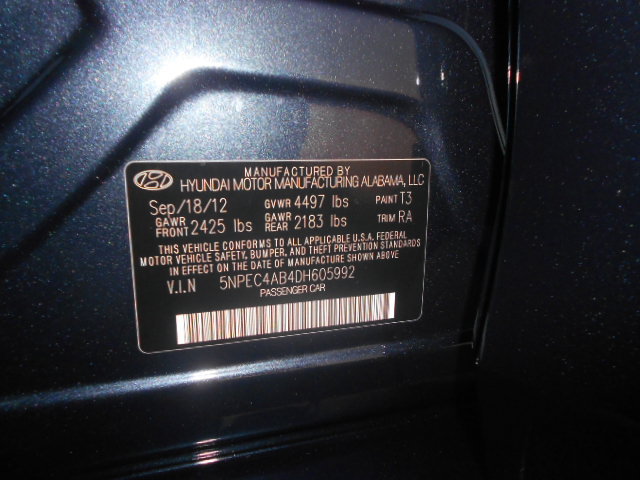 MANUFACTURED BY
HYUNDAI MOTOR MANUFACTURING ALABAMA, LLC
Sep/18/12 GVWR 4497 lbs PAINT T3
GAWR FRONT 2425 lbs GAWR REAR 2183 lbs TRIM RA
THIS VEHICLE CONFORMS TO ALL APPLICABLE U.S.A. FEDERAL
MOTOR VEHICLE SAFETY, BUMPER, AND THEFT PREVENTION STANDARDS
IN EFFECT ON THE DATE OF MANUFACTURE SHOWN ABOVE
V.I.N 5NPEC4AB4DH605992
PASSENGER CAR